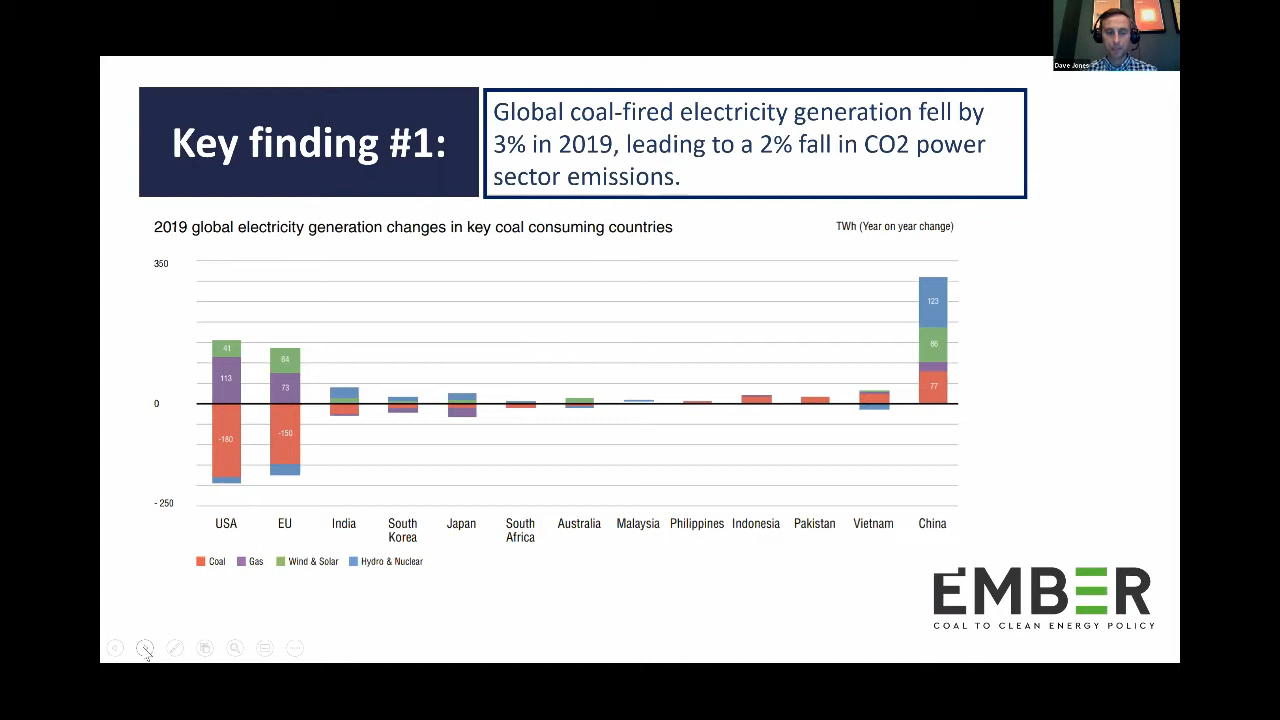 Dave Jones
Key finding #1:
Global coal-fired electricity generation fell by
3% in 2019, leading to a 2% fall in CO2 power
sector emissions.
2019 global electricity generation changes in key coal consuming countries
TWh (Year on year change)
350
0
- 250
41
113
-180
64
73
-150
123
86
77
USA
EU
India
South
Korea
Japan
South
Africa
Australia
Malaysia
Philippines
Indonesia
Pakistan
Vietnam
China
Coal
Gas
Wind & Solar
Hydro & Nuclear
EMBER
COAL TO CLEAN ENERGY POLICY